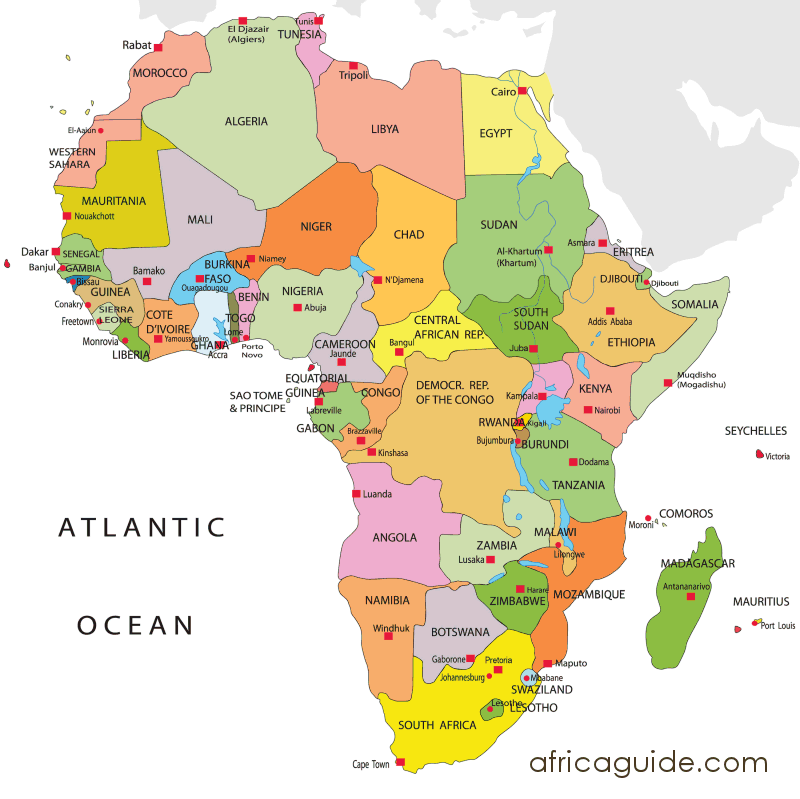 Tunis
El Djazair
(Algiers)
TUNESIA
Rabat
MOROCCO
Tripoli
Cairo
ALGERIA
LIBYA
EGYPT
El-Aaiun
WESTERN
SAHARA
MAURITANIA
Nouakchott
MALI
NIGER
CHAD
SUDAN
Al-Khartum
(Khartum)
Asmara
ERITREA
Dakar
SENEGAL
Banjul
GAMBIA
Bissau
Bamako
BURKINA
FASO
Ouagadougou
Niamey
N'Djamena
DJIBOUTI
Djibouti
GUINEA
Conakry
SIERRA
LEONE
Freetown
COTE
D'IVOIRE
Yamoussoukro
Monrovia
LIBERIA
GHANA
Accra
TOGO
Lome
BENIN
Porto
Novo
NIGERIA
Abuja
SOMALIA
Addis Ababa
ETHIOPIA
SOUTH
SUDAN
Juba
CENTRAL
AFRICAN REP.
Bangul
CAMEROON
Jaunde
EQUATORIAL
GUINEA
SAO TOME
& PRINCIPE
Labreville
GABON
CONGO
Brazzaville
Kinshasa
DEMOCR. REP.
OF THE CONGO
Kampala
KENYA
Nairobi
Muqdisho
(Mogadishu)
RWANDA
Kigali
Bujumbura
BURUNDI
Dodama
TANZANIA
SEYCHELLES
Victoria
Luanda
ANGOLA
ZAMBIA
Lusaka
MALAWI
Lilongwe
COMOROS
Moroni
ATLANTIC
OCEAN
MADAGASCAR
Antananarivo
MAURITIUS
Port Louis
NAMIBIA
Windhuk
BOTSWANA
Gaborone
Harare
ZIMBABWE
MOZAMBIQUE
Pretoria
Johannesburg
Maputo
Mbabane
SWAZILAND
Lesotho
LESOTHO
SOUTH AFRICA
Cape Town
africaguide.com